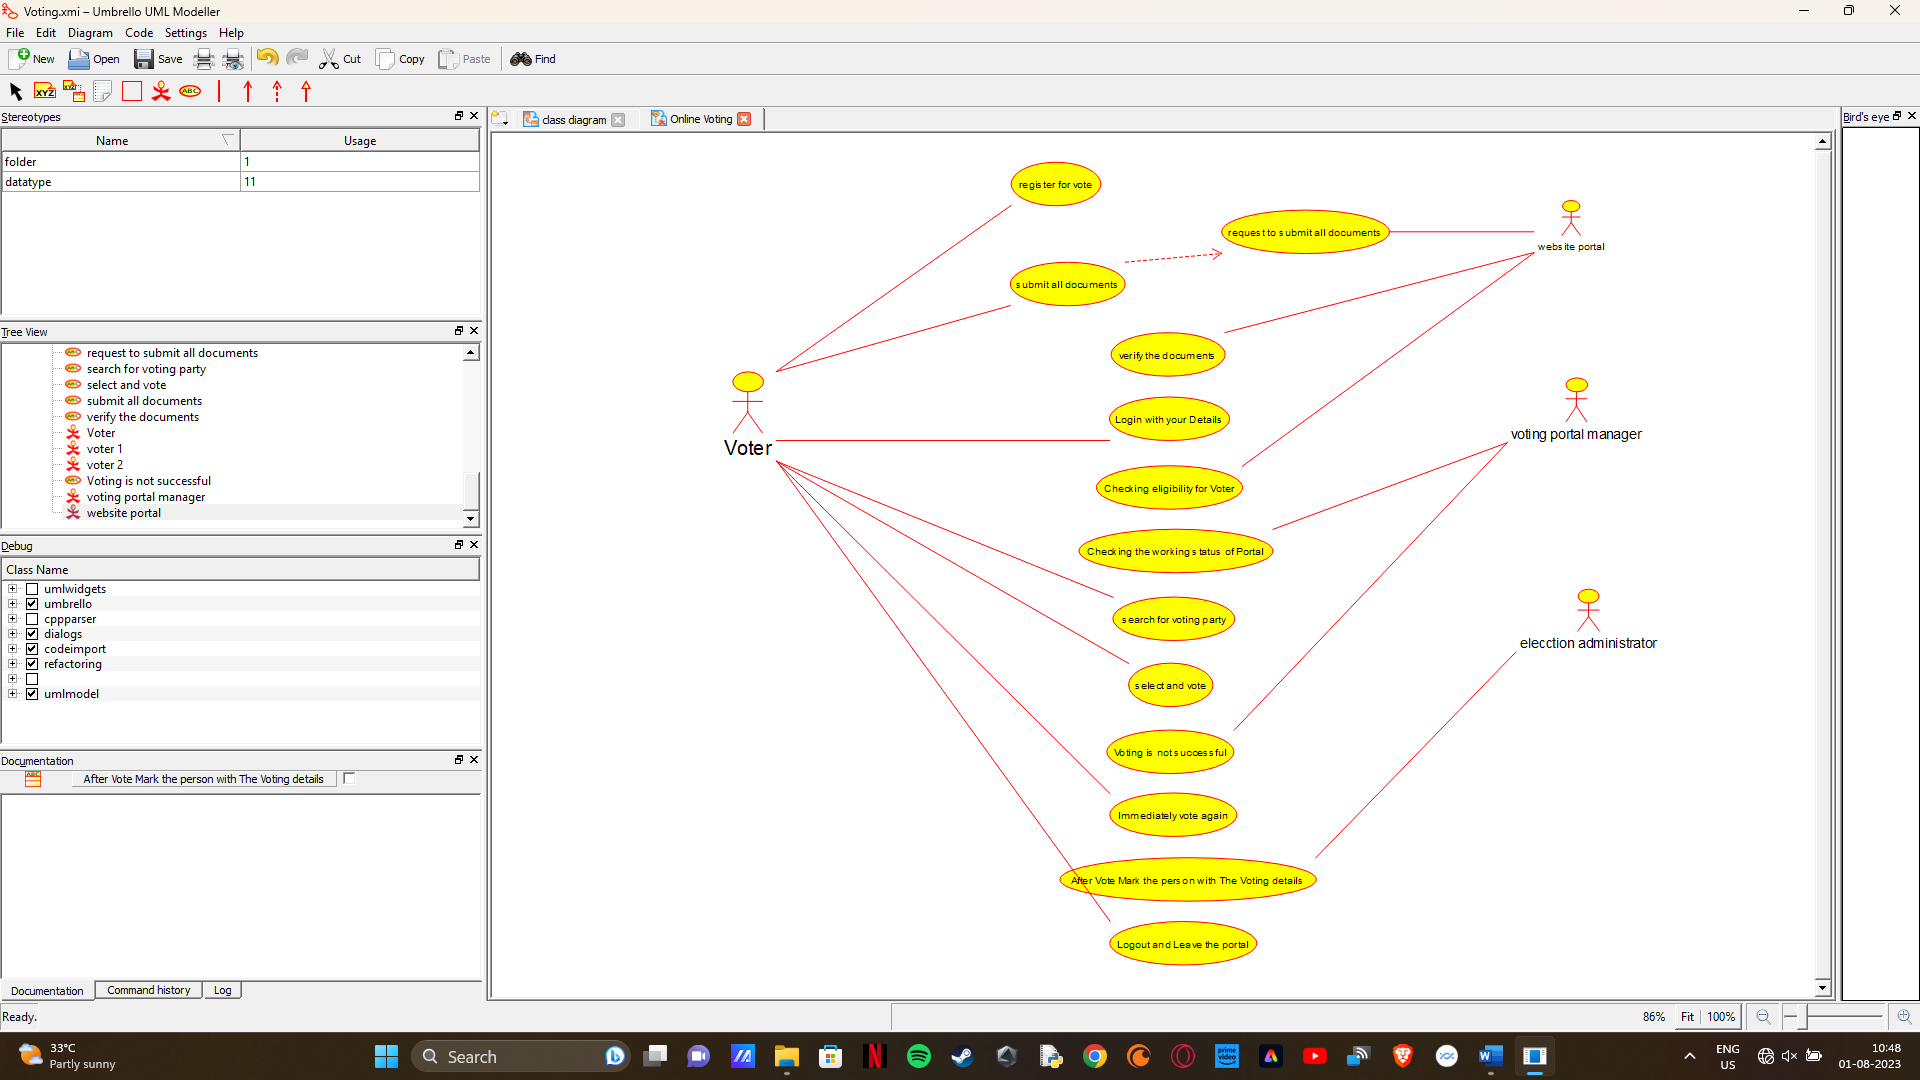 Voting.xmi – Umbrello UML Modeller
File Edit Diagram Code Settings Help
New Open Save Cut Copy Paste Find
XYZ XYZ ABC
Stereotypes
Name Usage
folder 1
datatype 11
Tree View
request to submit all documents
search for voting party
select and vote
submit all documents
verify the documents
Voter
voter 1
voter 2
Voting is not successful
voting portal manager
website portal
Debug
Class Name
umlwidgets
umbrello
cppparser
dialogs
codeimport
refactoring
umlmodel
Documentation
After Vote Mark the person with The Voting details
Documentation Command history Log
Ready.
class diagram Online Voting
register for vote
request to submit all documents
website portal
submit all documents
verify the documents
Login with your Details
Voter
voting portal manager
Checking eligibility for Voter
Checking the working status of Portal
search for voting party
elecction administrator
select and vote
Voting is not successful
Immediately vote again
After Vote Mark the person with The Voting details
Logout and Leave the portal
Bird's eye
86% Fit 100%
33°C
Partly sunny
Search
prime video
ENG
US
10:48
01-08-2023